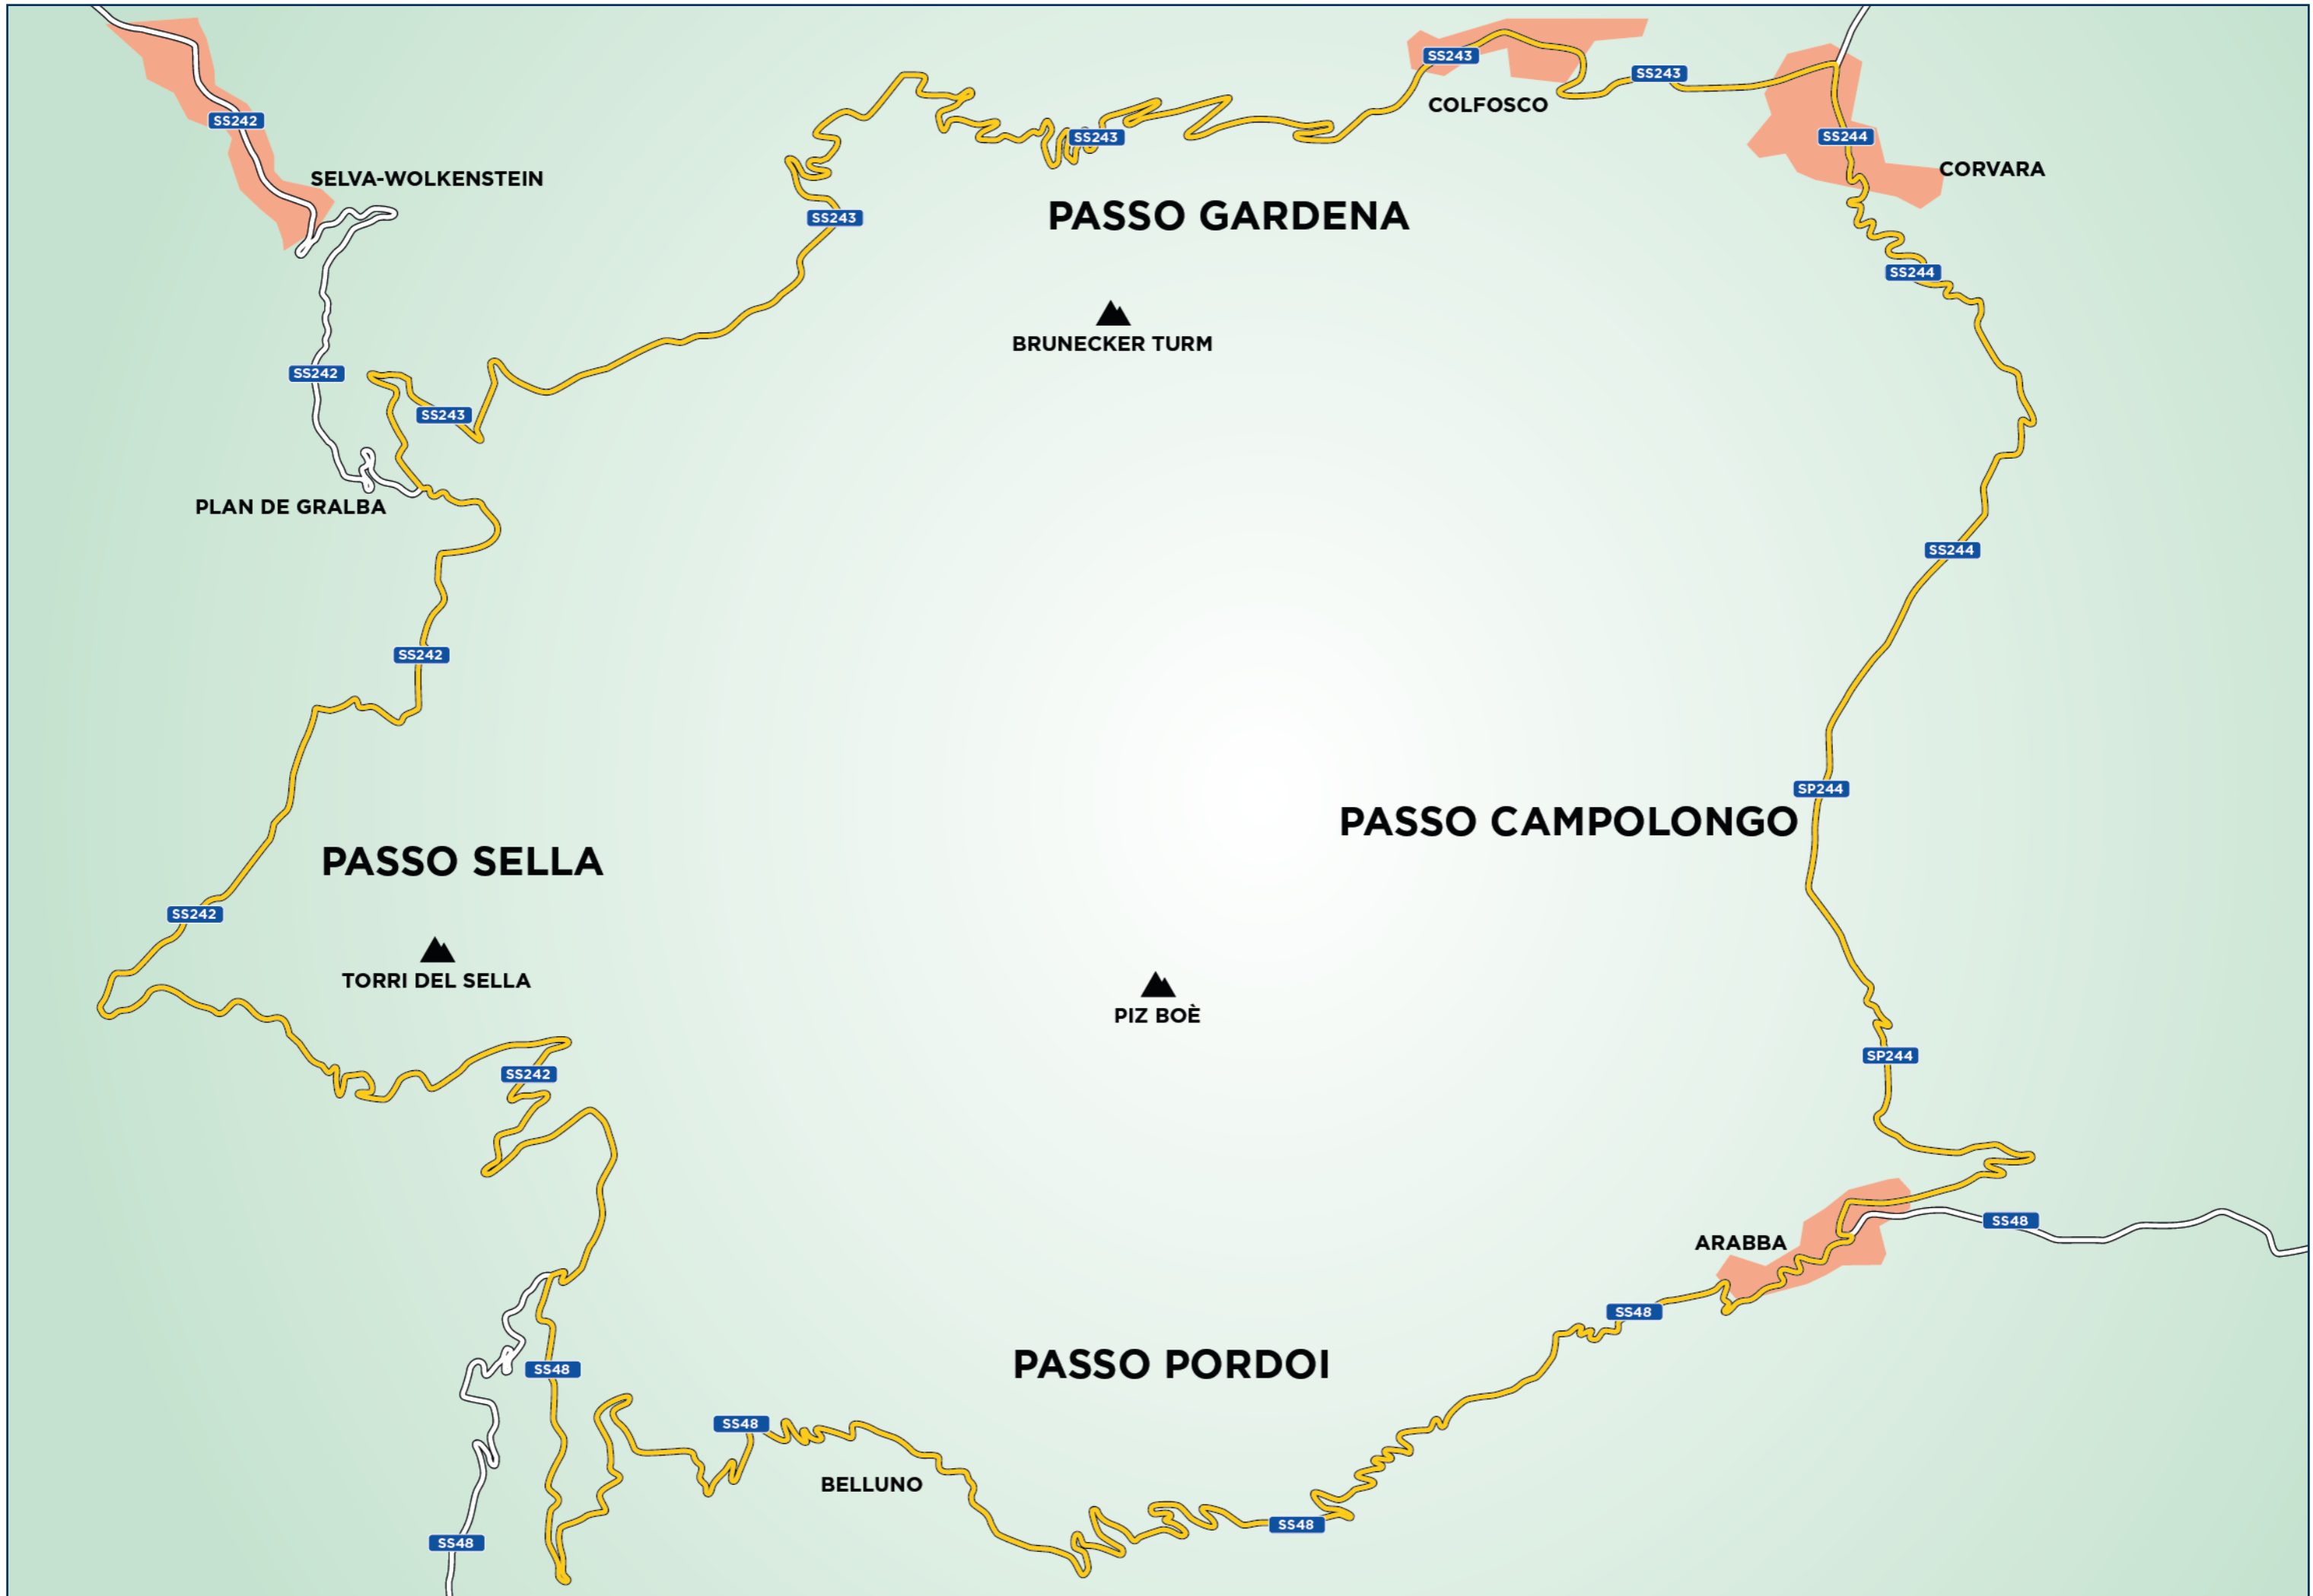 SS243
SS243
SS242
COLFOSCO
SS243
SS244
CORVARA
SELVA-WOLKENSTEIN
SS243
PASSO GARDENA
SS244
BRUNECKER TURM
SS242
SS243
PLAN DE GRALBA
SS244
SS242
SP244
PASSO CAMPOLONGO
PASSO SELLA
SS242
TORRI DEL SELLA
PIZ BOÈ
SP244
SS242
SS48
ARABBA
SS48
PASSO PORDOI
SS48
SS48
BELLUNO
SS48
SS48